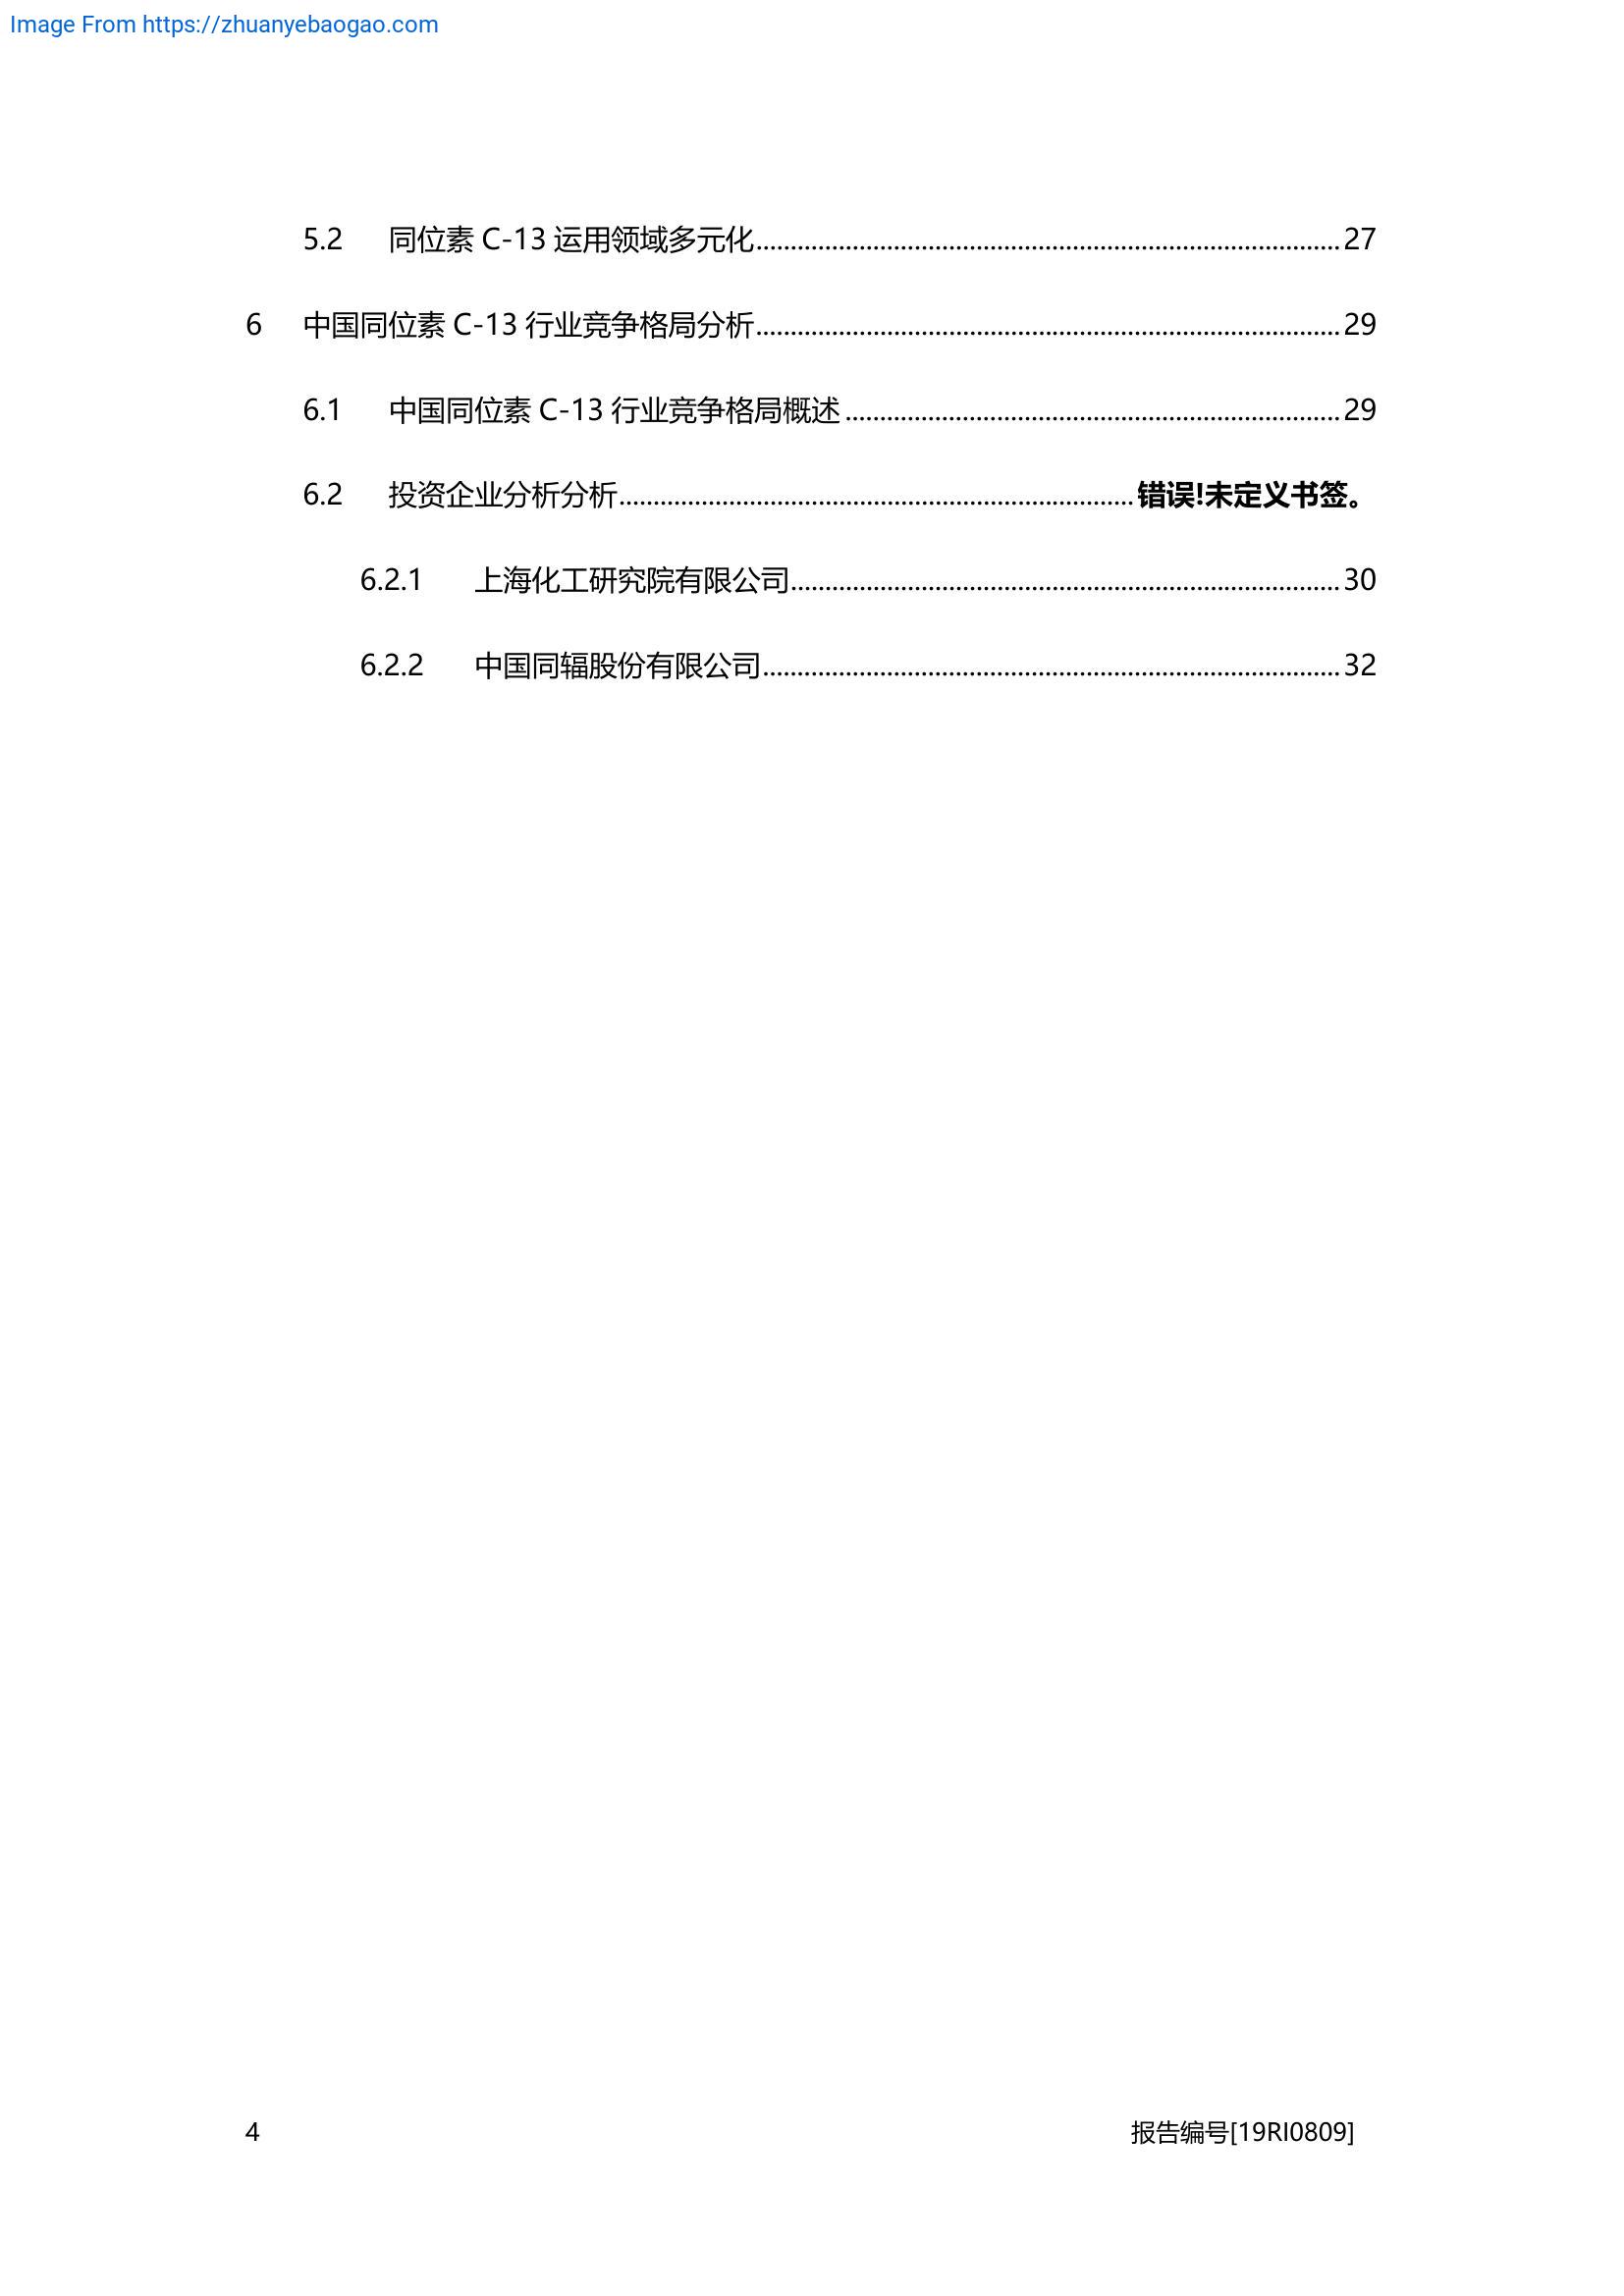 Image From https://zhuanyebaogao.com
5.2 同位素 C-13 运用领域多元化........................................................................................ 27
6 中国同位素 C-13 行业竞争格局分析........................................................................................ 29
6.1 中国同位素 C-13 行业竞争格局概述 ........................................................................... 29
6.2 投资企业分析分析............................................................................. 错误!未定义书签。
6.2.1 上海化工研究院有限公司................................................................................... 30
6.2.2 中国同辐股份有限公司....................................................................................... 32
4 报告编号[19RI0809]